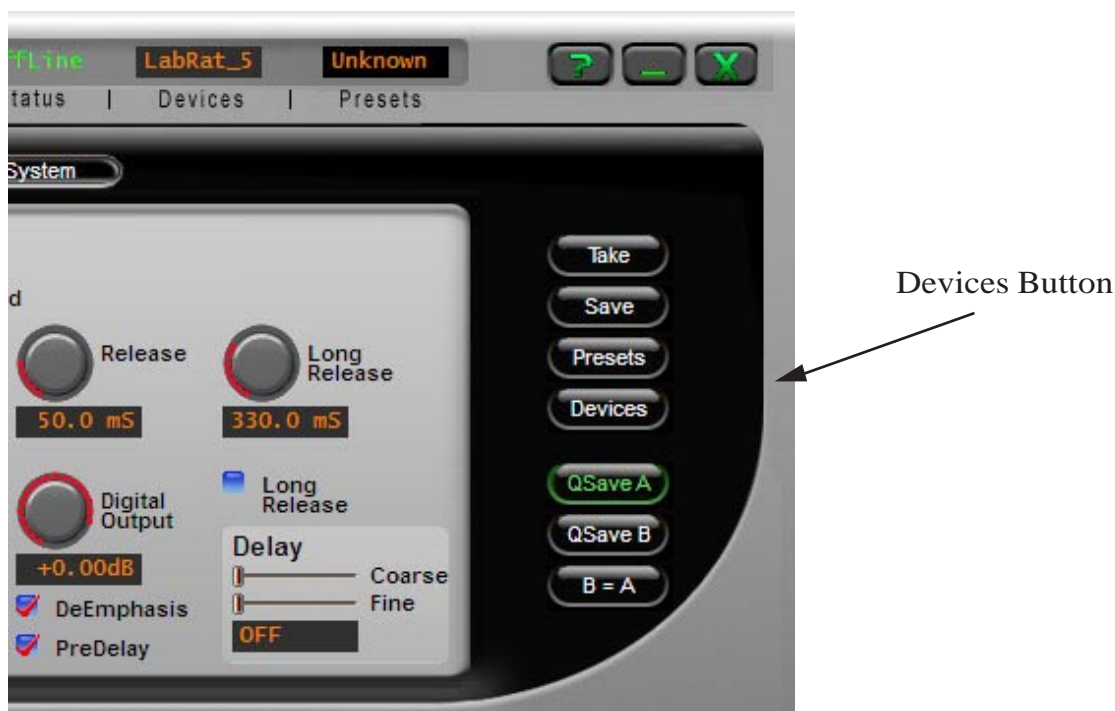 ffLine LabRat_5 Unknown ? _ X
tatus | Devices | Presets
System
Take
Save
Presets
Devices
Devices Button
d
Release
Long
Release
50.0 mS 330.0 mS
Digital
Output
+0.00dB
DeEmphasis
PreDelay
Long
Release
Delay
Coarse
Fine
OFF
QSave A
QSave B
B = A